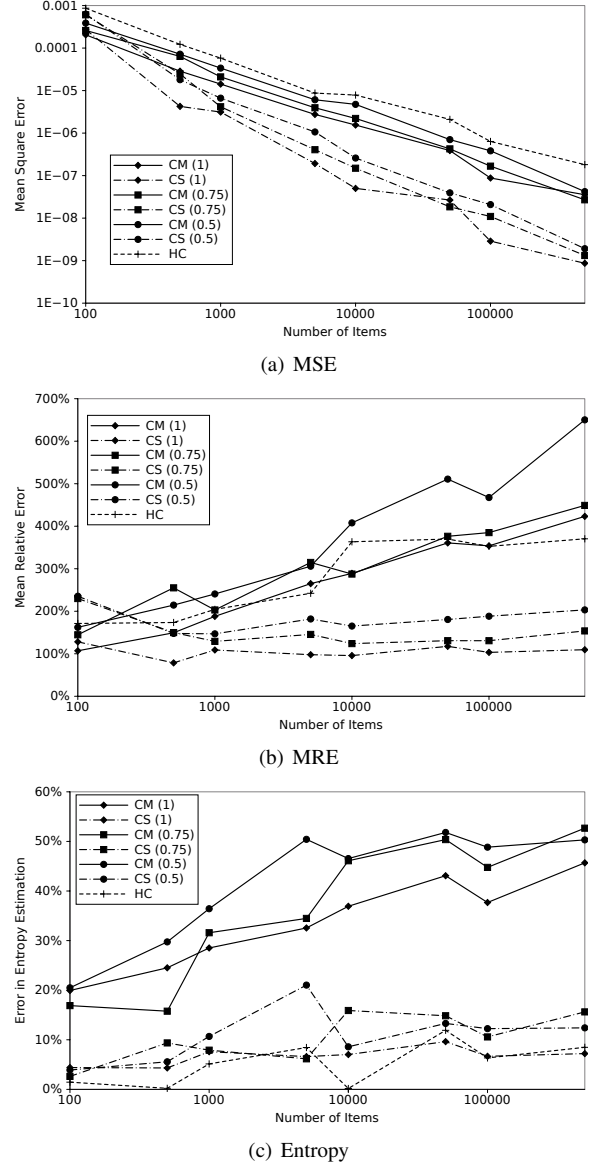 0.001
0.0001
1E-05
1E-06
1E-07
1E-08
1E-09
1E-10
Mean Square Error
CM (1)
CS (1)
CM (0.75)
CS (0.75)
CM (0.5)
CS (0.5)
HC
100
1000
10000
100000
Number of Items
(a) MSE
700%
600%
500%
400%
300%
200%
100%
0%
Mean Relative Error
CM (1)
CS (1)
CM (0.75)
CS (0.75)
CM (0.5)
CS (0.5)
HC
100
1000
10000
100000
Number of Items
(b) MRE
60%
50%
40%
30%
20%
10%
0%
Error in Entropy Estimation
CM (1)
CS (1)
CM (0.75)
CS (0.75)
CM (0.5)
CS (0.5)
HC
100
1000
10000
100000
Number of Items
(c) Entropy